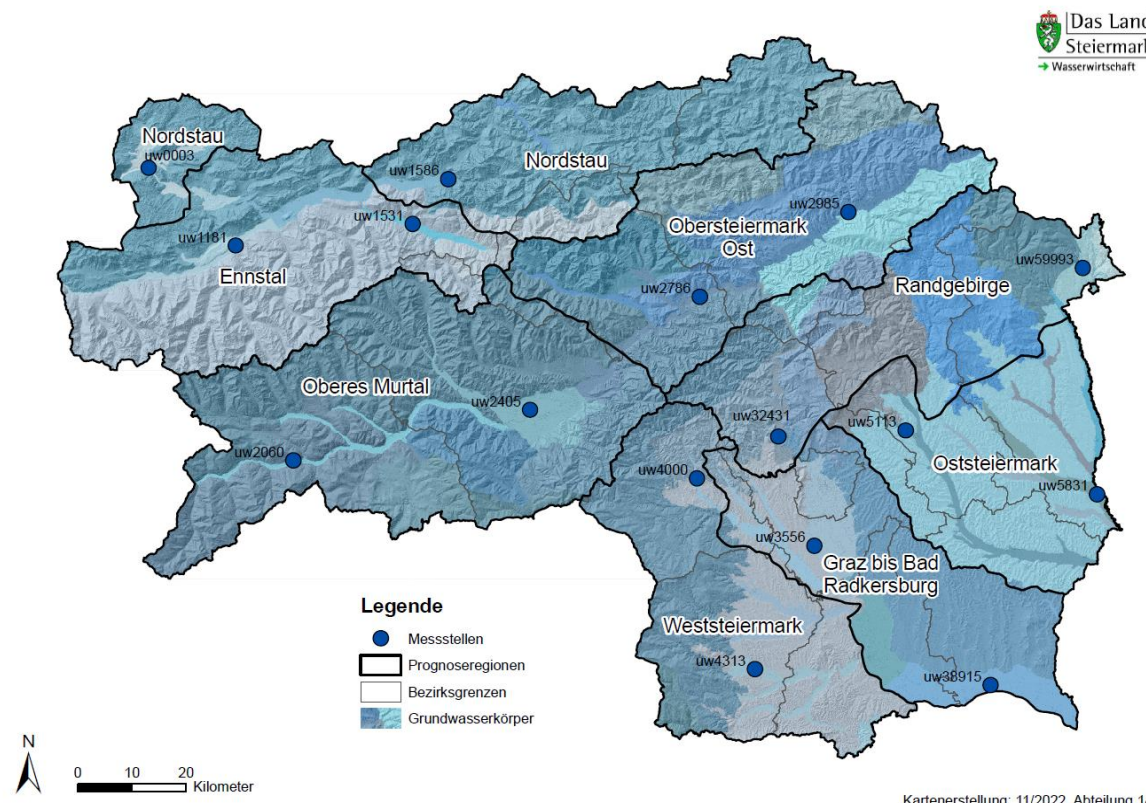 Das Land
Steiermark
→ Wasserwirtschaft
Nordstau
uw0003
uw1586
Nordstau
uw1531
uw2985
uw1181
Obersteiermark
Ost
Ennstal
uw59993
Randgebirge
uw2786
Oberes Murtal
uw2405
uw32431
uw5113
uw2060
Oststeiermark
uw4000
uw5831
uw3556
Graz bis Bad
Radkersburg
Legende
Messstellen
Prognoseregionen
Bezirksgrenzen
Grundwasserkörper
Weststeiermark
uw4313
uw38915
N
0 10 20
Kilometer
Kartenerstellung: 11/2022, Abteilung 14